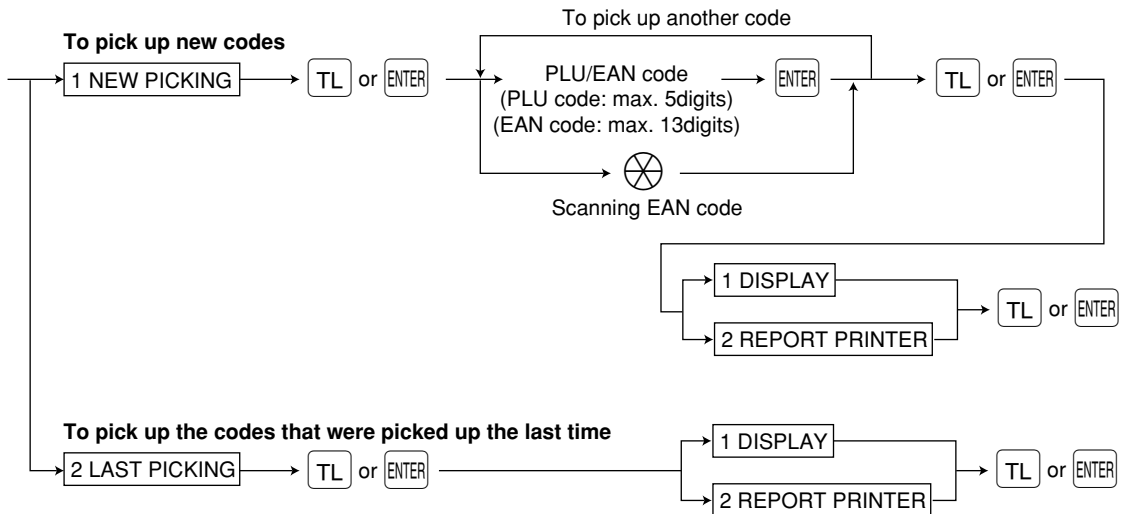 To pick up another code
To pick up new codes
1 NEW PICKING TL or ENTER PLU/EAN code ENTER TL or ENTER
(PLU code: max. 5digits)
(EAN code: max. 13digits)
Scanning EAN code
1 DISPLAY
TL or ENTER
2 REPORT PRINTER
To pick up the codes that were picked up the last time
1 DISPLAY
2 LAST PICKING TL or ENTER TL or ENTER
2 REPORT PRINTER